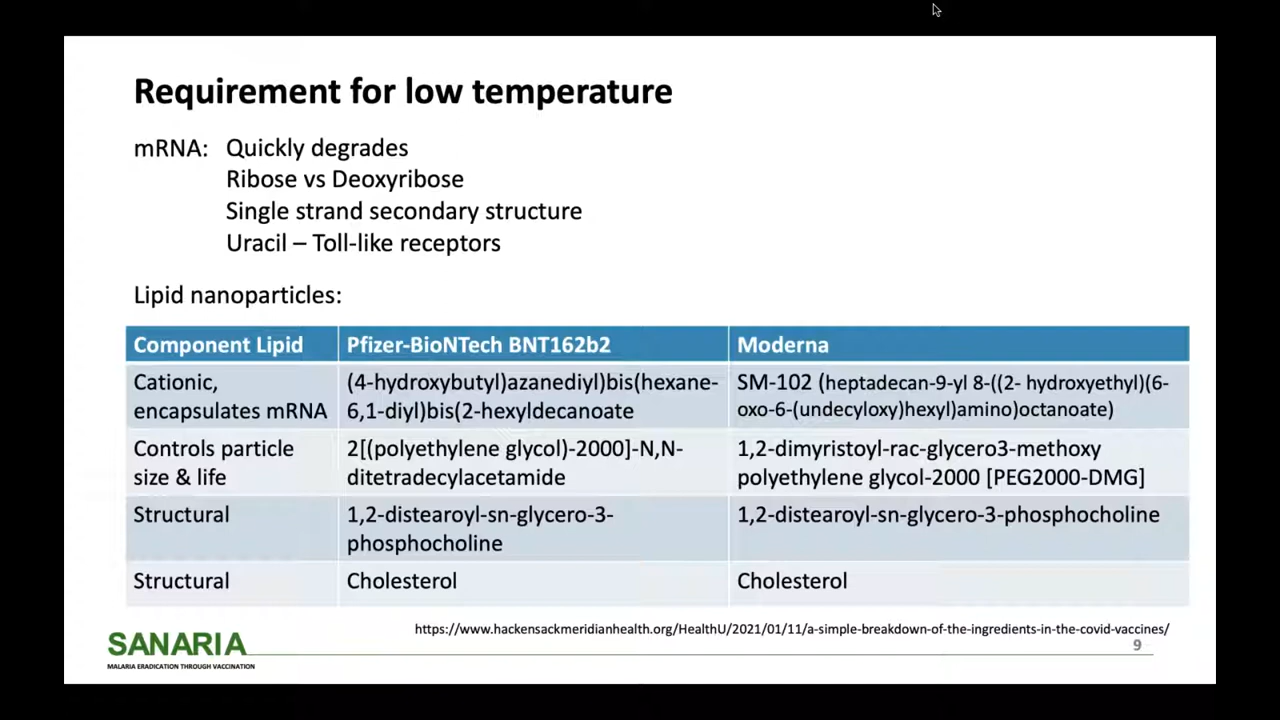 Requirement for low temperature
mRNA: Quickly degrades
Ribose vs Deoxyribose
Single strand secondary structure
Uracil – Toll-like receptors
Lipid nanoparticles:
Component Lipid Pfizer-BioNTech BNT162b2 Moderna
Cationic, (4-hydroxybutyl)azanediyl)bis(hexane- SM-102 (heptadecan-9-yl 8-((2- hydroxyethyl)(6-
encapsulates mRNA 6,1-diyl)bis(2-hexyldecanoate oxo-6-(undecyloxy)hexyl)amino)octanoate)
Controls particle 2[(polyethylene glycol)-2000]-N,N- 1,2-dimyristoyl-rac-glycero3-methoxy
size & life ditetradecylacetamide polyethylene glycol-2000 [PEG2000-DMG]
Structural 1,2-distearoyl-sn-glycero-3- 1,2-distearoyl-sn-glycero-3-phosphocholine
phosphocholine
Structural Cholesterol Cholesterol
https://www.hackensackmeridianhealth.org/HealthU/2021/01/11/a-simple-breakdown-of-the-ingredients-in-the-covid-vaccines/
SANARIA
MALARIA ERADICATION THROUGH VACCINATION
9